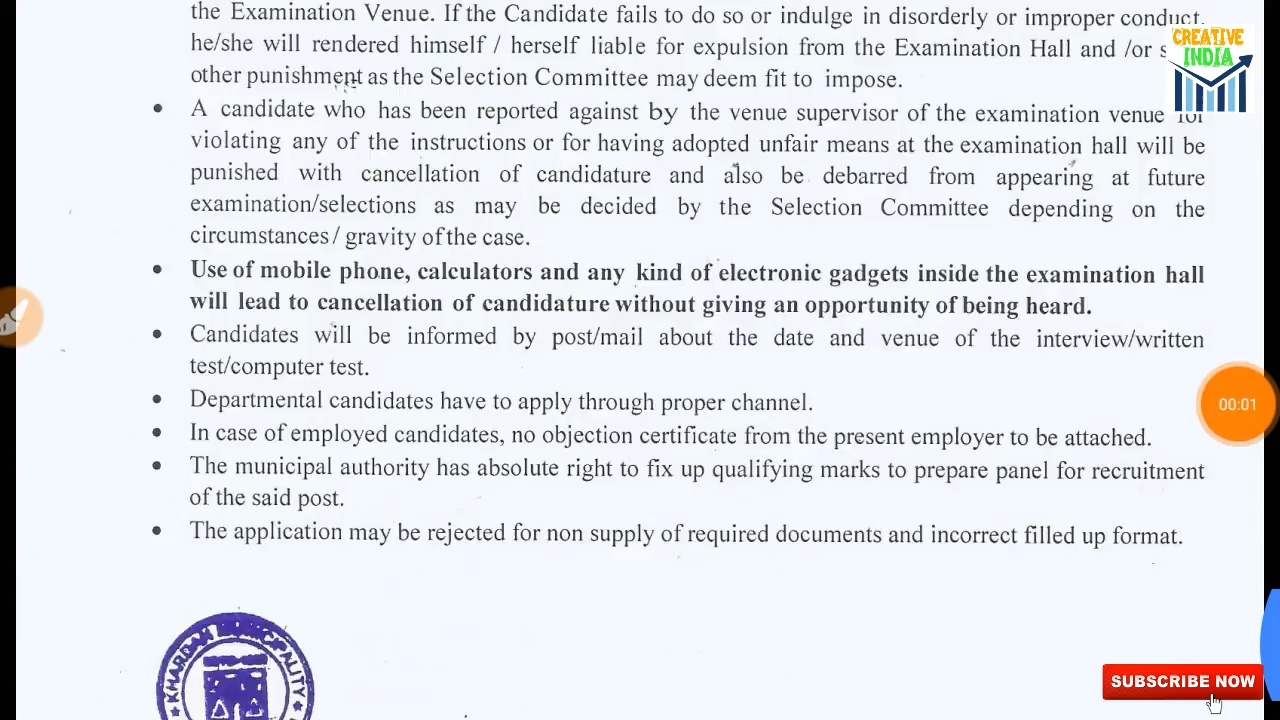 the Examination Venue. If the Candidate fails to do so or indulge in disorderly or improper conduct,
he/she will rendered himself / herself liable for expulsion from the Examination Hall and /or
other punishment as the Selection Committee may deem fit to impose.
• A candidate who has been reported against by the venue supervisor of the examination venue for
violating any of the instructions or for having adopted unfair means at the examination hall will be
punished with cancellation of candidature and also be debarred from appearing at future
examination/selections as may be decided by the Selection Committee depending on the
circumstances / gravity of the case.
• Use of mobile phone, calculators and any kind of electronic gadgets inside the examination hall
will lead to cancellation of candidature without giving an opportunity of being heard.
• Candidates will be informed by post/mail about the date and venue of the interview/written
test/computer test.
• Departmental candidates have to apply through proper channel.
• In case of employed candidates, no objection certificate from the present employer to be attached.
• The municipal authority has absolute right to fix up qualifying marks to prepare panel for recruitment
of the said post.
• The application may be rejected for non supply of required documents and incorrect filled up format.
KHARDAH MUNICIPALITY
CREATIVE
INDIA
00:01
SUBSCRIBE NOW